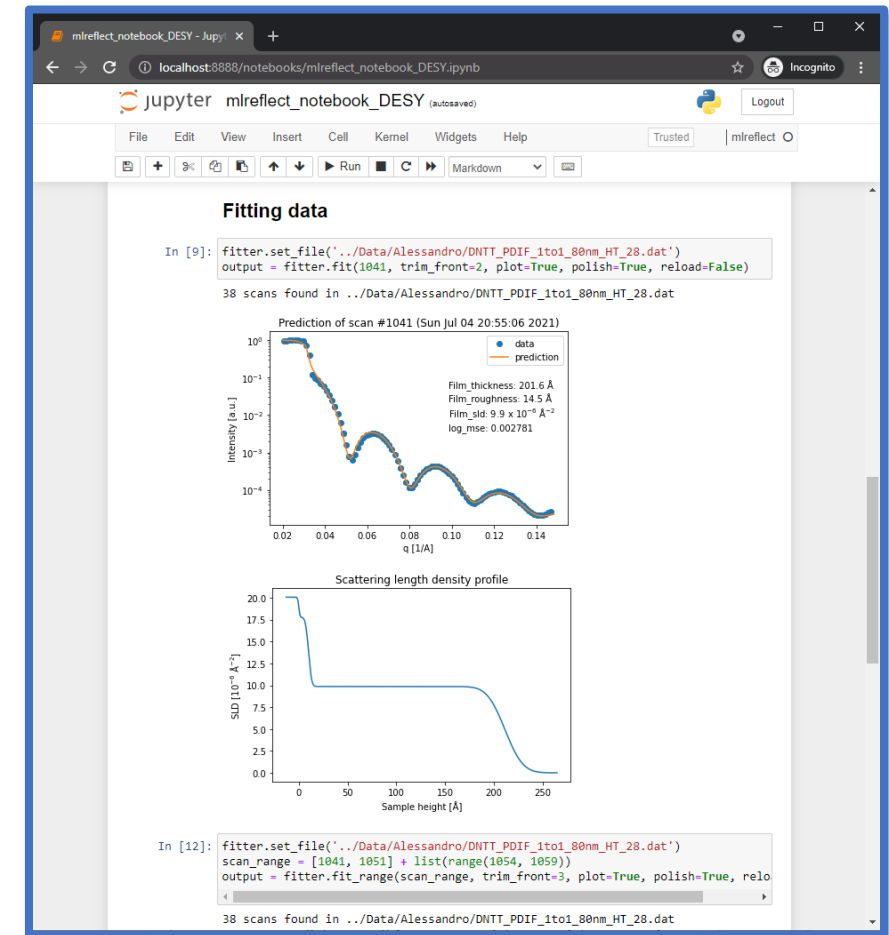 mlreflect_notebook_DESY - Jupyt
localhost:8888/notebooks/mlreflect_notebook_DESY.ipynb
Incognito
jupyter mlreflect_notebook_DESY (autosaved)
Logout
File Edit View Insert Cell Kernel Widgets Help
Trusted
mlreflect
Run
Markdown
Fitting data
In [9]: fitter.set_file('../Data/Alessandro/DNTT_PDIF_1to1_80nm_HT_28.dat')
output = fitter.fit(1041, trim_front=2, plot=True, polish=True, reload=False)
38 scans found in ../Data/Alessandro/DNTT_PDIF_1to1_80nm_HT_28.dat
Prediction of scan #1041 (Sun Jul 04 20:55:06 2021)
data
prediction
Film_thickness: 201.6 Å
Film_roughness: 14.5 Å
Film_sld: 9.9 x 10⁻⁶ Å⁻²
log_mse: 0.002781
Intensity [a.u.]
10⁰
10⁻¹
10⁻²
10⁻³
10⁻⁴
0.02 0.04 0.06 0.08 0.10 0.12 0.14
q [1/A]
Scattering length density profile
SLD [10⁻⁶ Å⁻²]
20.0
17.5
15.0
12.5
10.0
7.5
5.0
2.5
0.0
0 50 100 150 200 250
Sample height [Å]
In [12]: fitter.set_file('../Data/Alessandro/DNTT_PDIF_1to1_80nm_HT_28.dat')
scan_range = [1041, 1051] + list(range(1054, 1059))
output = fitter.fit_range(scan_range, trim_front=3, plot=True, polish=True, relo
38 scans found in ../Data/Alessandro/DNTT_PDIF_1to1_80nm_HT_28.dat